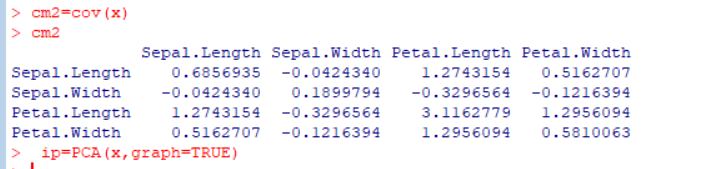 > cm2=cov(x)
> cm2
Sepal.Length Sepal.Width Petal.Length Petal.Width
Sepal.Length 0.6856935 -0.0424340 1.2743154 0.5162707
Sepal.Width -0.0424340 0.1899794 -0.3296564 -0.1216394
Petal.Length 1.2743154 -0.3296564 3.1162779 1.2956094
Petal.Width 0.5162707 -0.1216394 1.2956094 0.5810063
> ip=PCA(x,graph=TRUE)
>